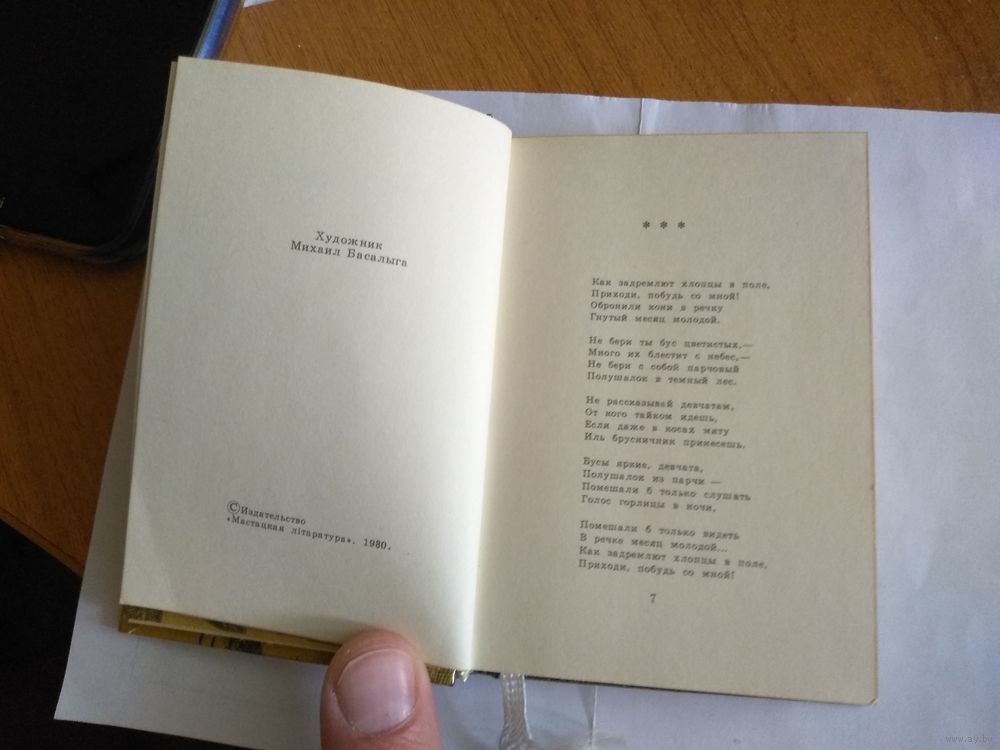 Художник
Михаил Басалыга
©Издательство
«Мастацкая літаратура», 1980.
* * *
Как задремлют хлопцы в поле,
Приходи, побудь со мной!
Обронили кони в речку
Гнутый месяц молодой.
Не бери ты бус цветистых,—
Много их блестит с небес,—
Не бери с собой парчовый
Полушалок в темный лес.
Не рассказывай девчатам,
От кого тайком идешь,
Если даже в косах мяту
Иль брусничник принесешь.
Бусы яркие, девчата,
Полушалок из парчи —
Помешали б только слушать
Голос горлицы в ночи,
Помешали б только видеть
В речке месяц молодой...
Как задремлют хлопцы в поле,
Приходи, побудь со мной!
7
www.ay.by